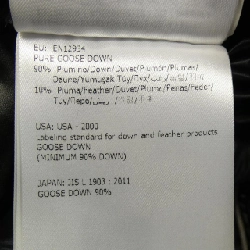 EU: EN12934
PURE GOOSE DOWN
90% Piumino/Down/Duvet/Plumón/Plumas/
10% Piuma/Feather/Duvet/Plume/
USA: USA - 2000
Labeling standard for down and feather products
GOOSE DOWN
(MINIMUM 90% DOWN)
JAPAN: JIS L 1903 : 2011
GOOSE DOWN 90%